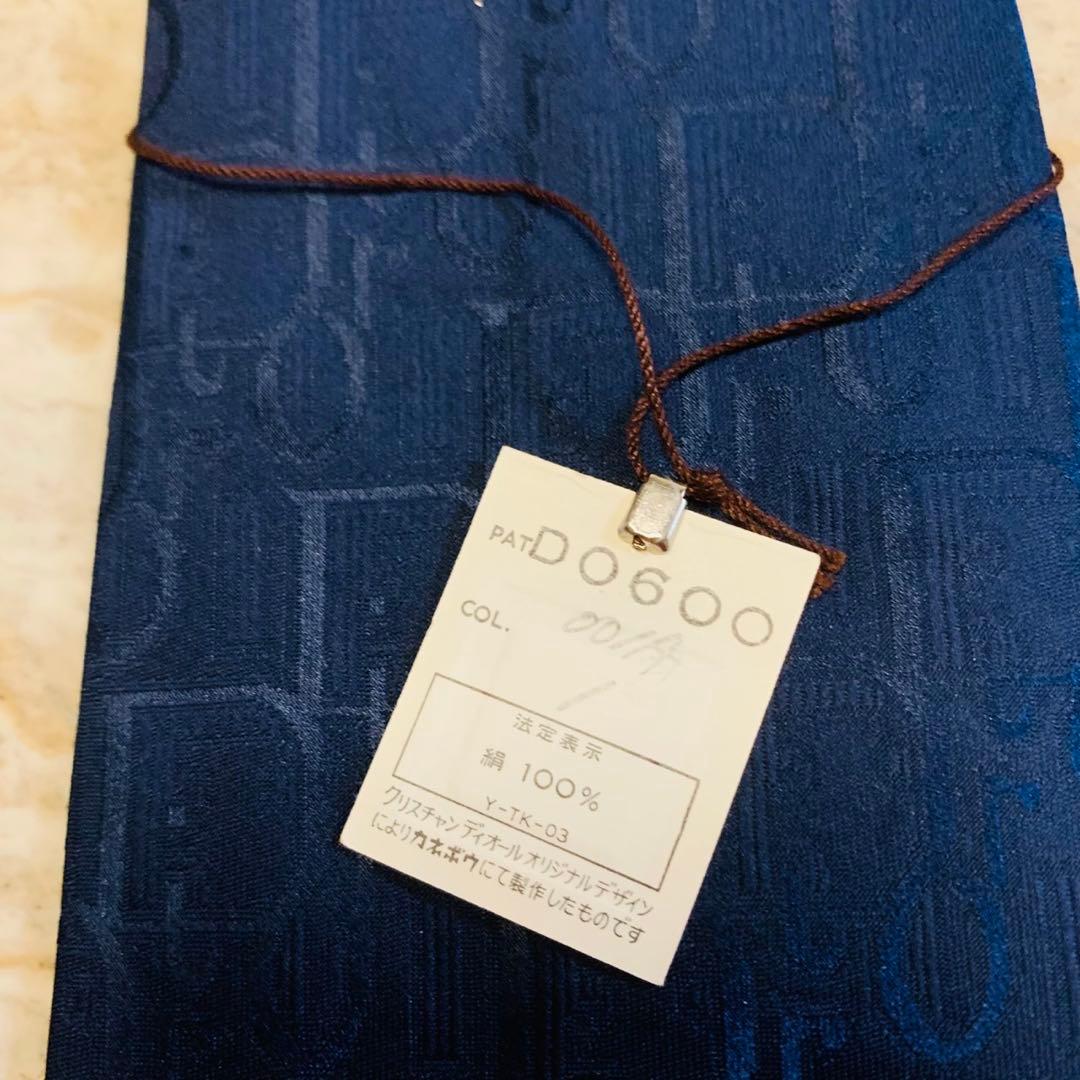 PAT. D0600
COL.
法定表示
絹 100%
Y-TK-03
クリスチャンディオールオリジナルデザイン
によりカネボウにて製作したものです